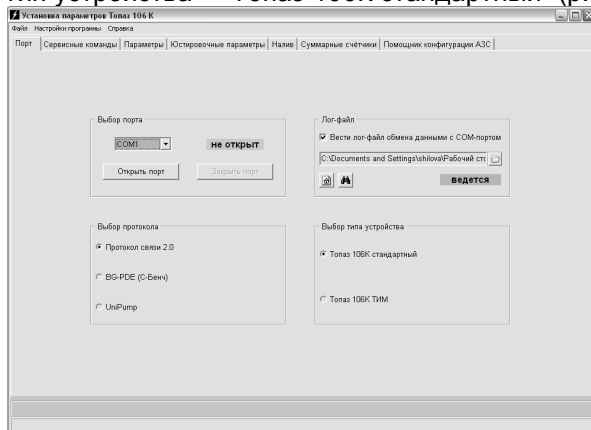 тип устройства – "Топаз-106К стандартный" (р
Установка параметров Топаз 106 К
Файл Настройки программы Справка
Порт Сервисные команды Параметры Юстировочные параметры Налив Суммарные счётчики Помощник конфигурации АЗС
Выбор порта
COM1
не открыт
Открыть порт
Закрыть порт
Лог-файл
Вести лог-файл обмена данными с COM-портом
C:\Documents and Settings\shilova\Рабочий сто
ведется
Выбор протокола
Протокол связи 2.0
BG-PDE (С-Бенч)
UniPump
Выбор типа устройства
Топаз 106К стандартный
Топаз 106К ТИМ